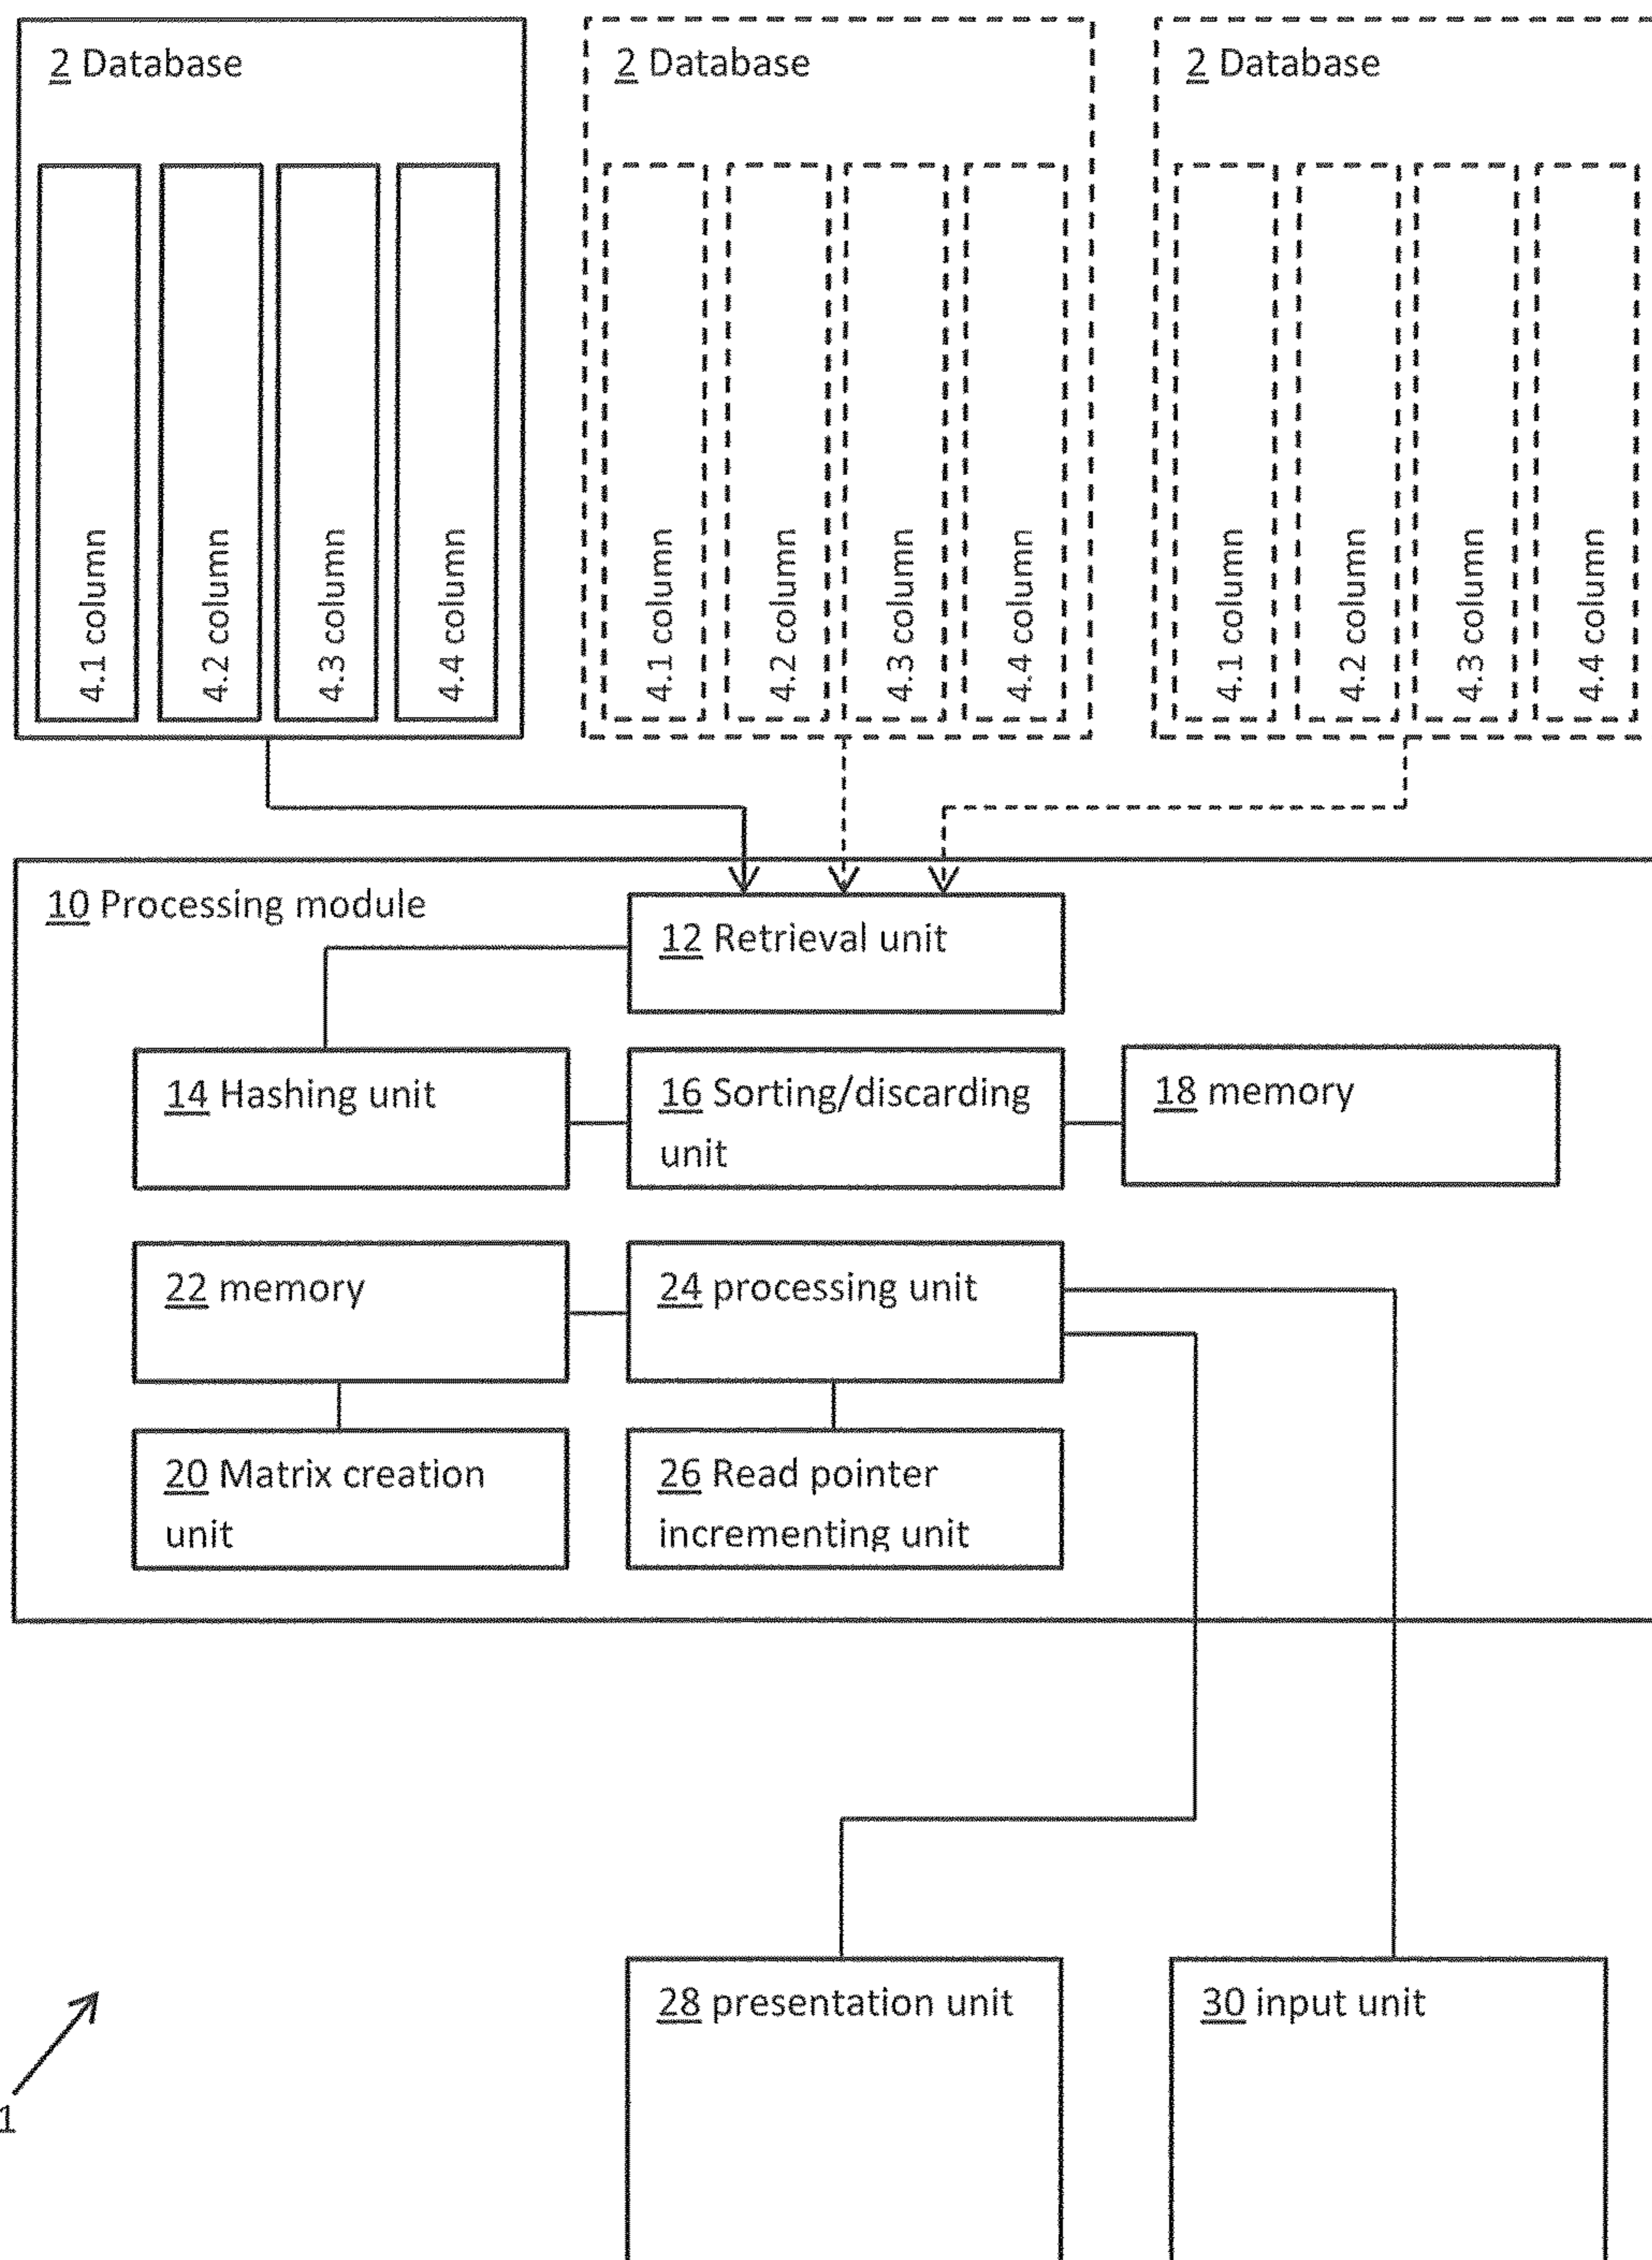 2 Database
4.1 column
4.2 column
4.3 column
4.4 column
2 Database
4.1 column
4.2 column
4.3 column
4.4 column
2 Database
4.1 column
4.2 column
4.3 column
4.4 column
10 Processing module
12 Retrieval unit
14 Hashing unit
16 Sorting/discarding
unit
18 memory
22 memory
24 processing unit
20 Matrix creation
unit
26 Read pointer
incrementing unit
28 presentation unit
30 input unit
1